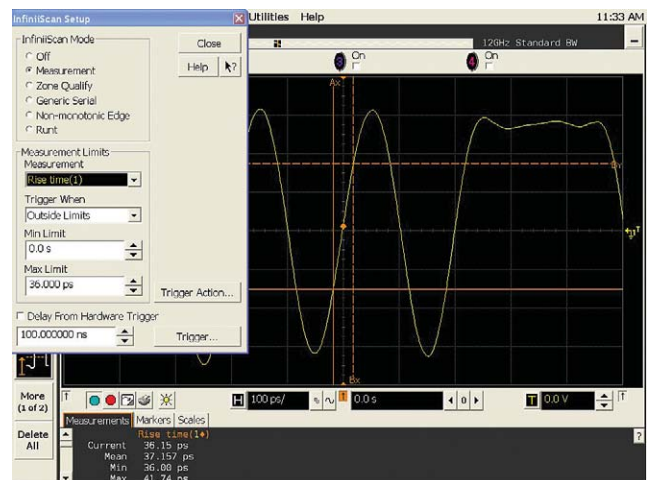 InfiniiScan Setup
Utilities Help
11:33 AM
InfiniiScan Mode
Off
Measurement
Zone Qualify
Generic Serial
Non-monotonic Edge
Runt
Close
Help
12GHz Standard BW
3 On
4 On
Measurement Limits
Measurement
Rise time(1)
Trigger When
Outside Limits
Min Limit
0.0 s
Max Limit
36.000 ps
Trigger Action...
Delay From Hardware Trigger
100.000000 ns
Trigger...
Ax
By
Bx
T
More
(1 of 2)
Delete
All
H 100 ps/
0.0 s
0
T 0.0 V
Measurements Markers Scales
Rise time(1♦)
Current 36.15 ps
Mean 37.157 ps
Min 36.00 ps
Max 41.74 ps
?